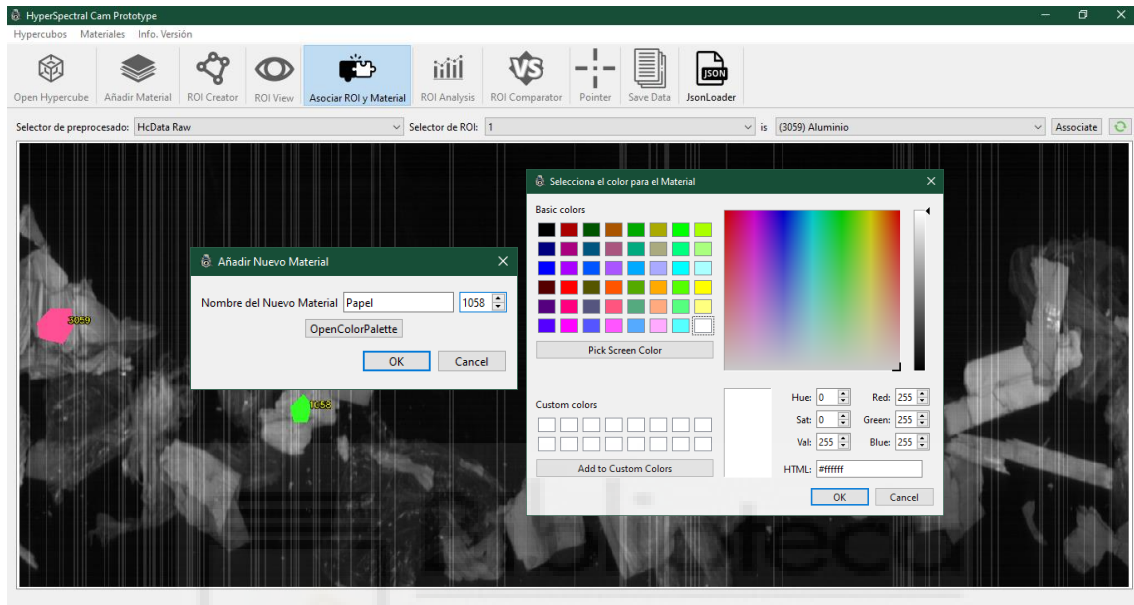 HyperSpectral Cam Prototype
Hypercubos Materiales Info. Versión
VS
JSON
Open Hypercube Añadir Material ROI Creator ROI View Asociar ROI y Material ROI Analysis ROI Comparator Pointer Save Data JsonLoader
Selector de preprocesado: HcData Raw Selector de ROI: 1 is (3059) Aluminio Associate
Selecciona el color para el Material
Basic colors
Pick Screen Color
Custom colors
Add to Custom Colors
Hue: 0 Red: 255
Sat: 0 Green: 255
Val: 255 Blue: 255
HTML: #ffffff
OK Cancel
Añadir Nuevo Material
Nombre del Nuevo Material Papel 1058
OpenColorPalette
OK Cancel
3059
1058
Biblioteca